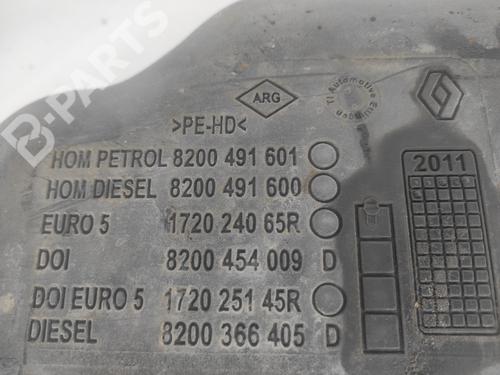 B-PARTS
ARG
TI Automotive Ettlingen
>PE-HD<
HOM PETROL 8200 491 601
2011
HOM DIESEL 8200 491 600
EURO 5 1720 240 65R
DOI 8200 454 009 D
DOI EURO 5 1720 251 45R
DIESEL 8200 366 405 D